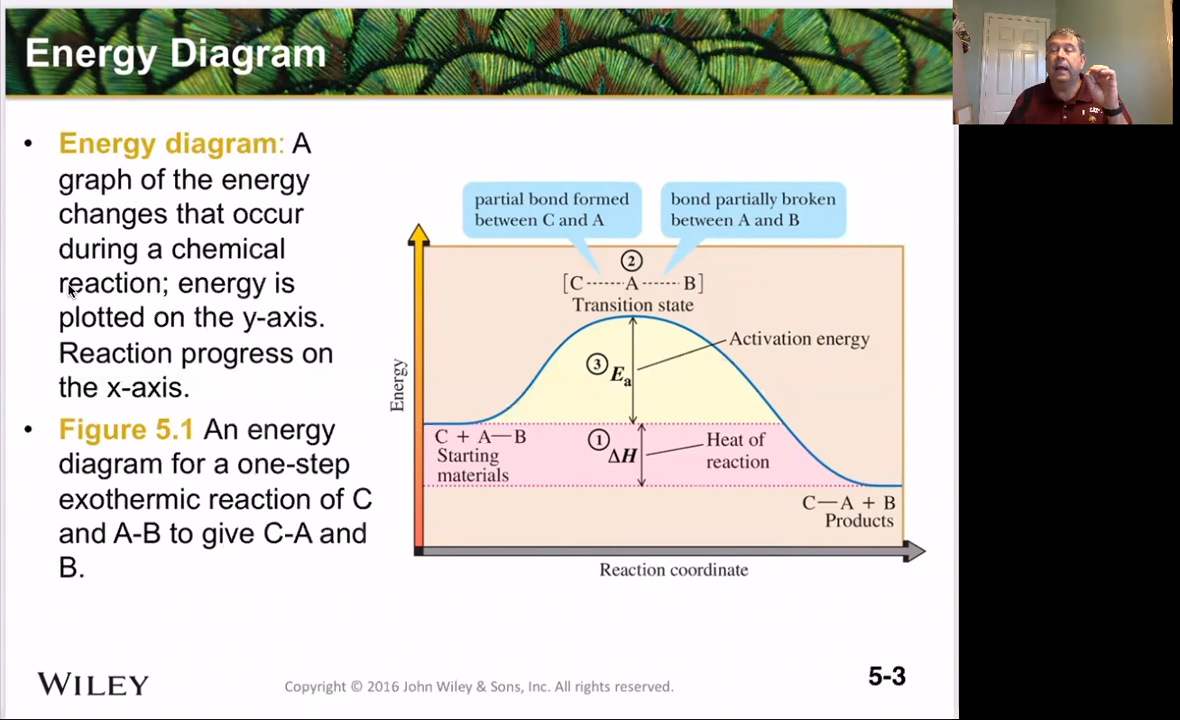 Energy Diagram
• Energy diagram: A
graph of the energy
changes that occur
during a chemical
reaction; energy is
plotted on the y-axis.
Reaction progress on
the x-axis.
• Figure 5.1 An energy
diagram for a one-step
exothermic reaction of C
and A-B to give C-A and
B.
partial bond formed
between C and A
bond partially broken
between A and B
②
[C------A------B]
Transition state
Activation energy
③ Ea
Energy
C + A—B
Starting
materials
① ΔH
Heat of
reaction
C—A + B
Products
Reaction coordinate
WILEY
Copyright © 2016 John Wiley & Sons, Inc. All rights reserved.
5-3